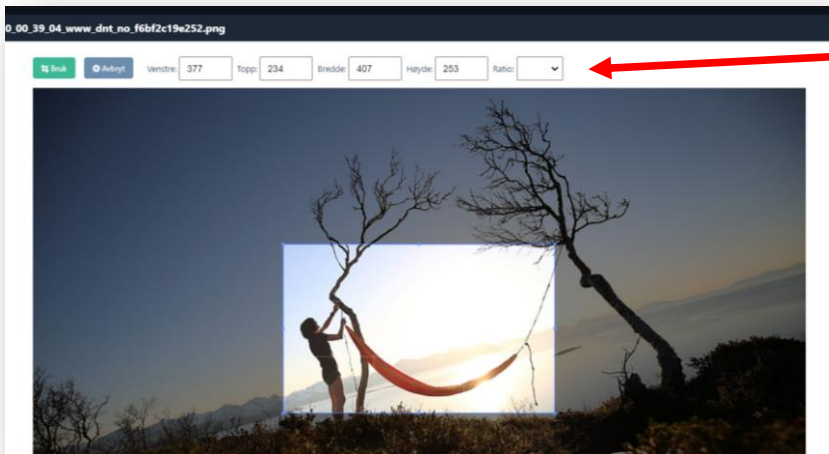 0_00_39_04_www_dnt_no_f6bf2c19e252.png
Bruk Avbryt Venstre: 377 Topp: 234 Bredde: 407 Høyde: 253 Ratio: